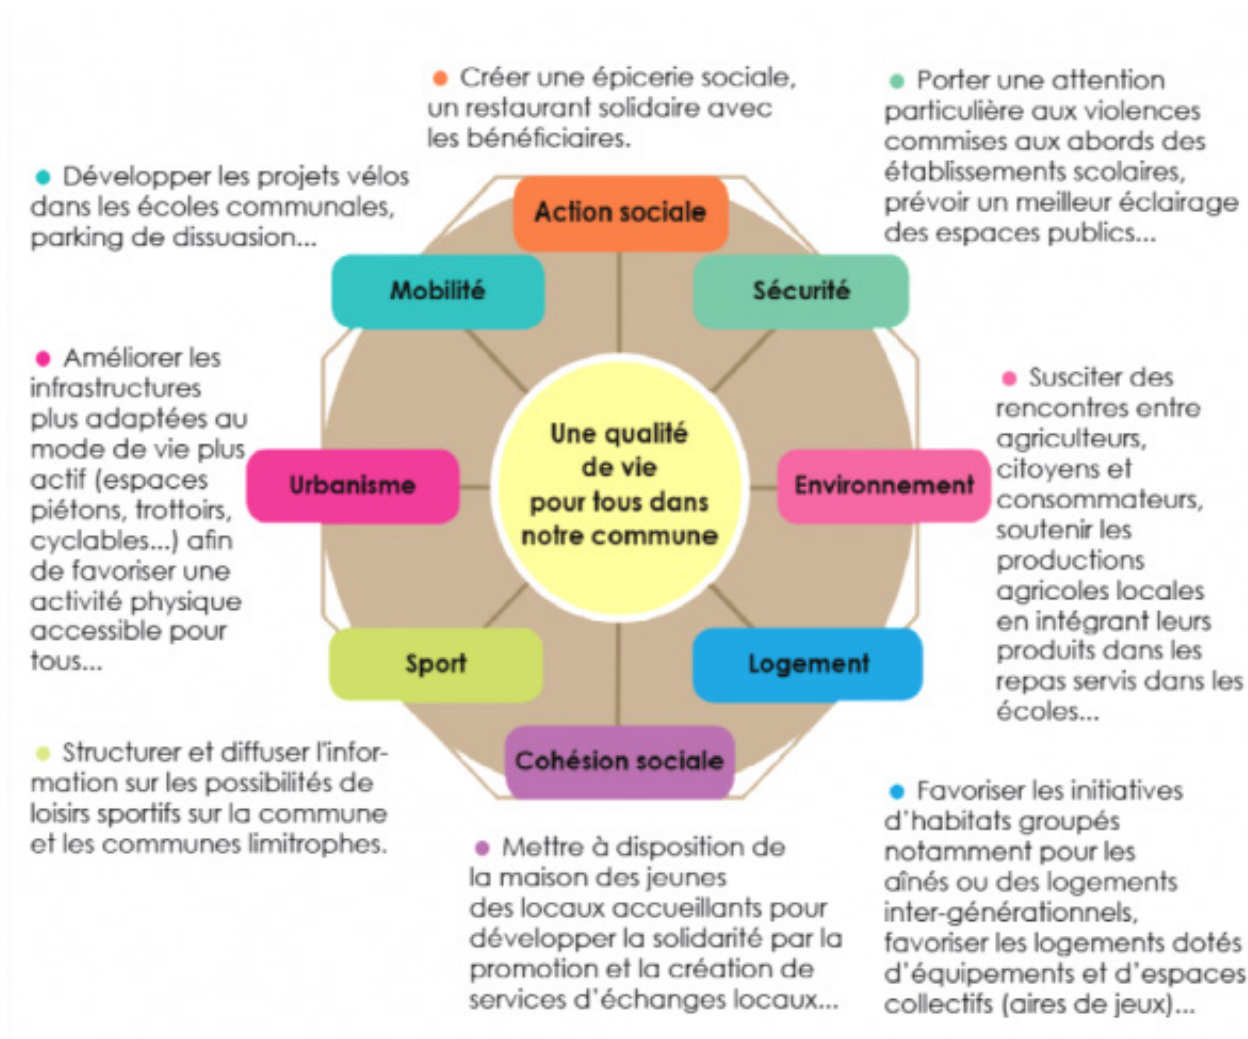 ● Créer une épicerie sociale,
un restaurant solidaire avec
les bénéficiaires.
● Porter une attention
particulière aux violences
commises aux abords des
établissements scolaires,
prévoir un meilleur éclairage
des espaces publics...
● Développer les projets vélos
dans les écoles communales,
parking de dissuasion...
Action sociale
Mobilité
Sécurité
● Améliorer les
infrastructures
plus adaptées au
mode de vie plus
actif (espaces
piétons, trottoirs,
cyclables...) afin
de favoriser une
activité physique
accessible pour
tous...
● Susciter des
rencontres entre
agriculteurs,
citoyens et
consommateurs,
soutenir les
productions
agricoles locales
en intégrant leurs
produits dans les
repas servis dans les
écoles...
Une qualité
de vie
pour tous dans
notre commune
Urbanisme
Environnement
Sport
Logement
Cohésion sociale
● Structurer et diffuser l'infor-
mation sur les possibilités de
loisirs sportifs sur la commune
et les communes limitrophes.
● Mettre à disposition de
la maison des jeunes
des locaux accueillants pour
développer la solidarité par la
promotion et la création de
services d'échanges locaux...
● Favoriser les initiatives
d'habitats groupés
notamment pour les
aînés ou des logements
inter-générationnels,
favoriser les logements dotés
d'équipements et d'espaces
collectifs (aires de jeux)...